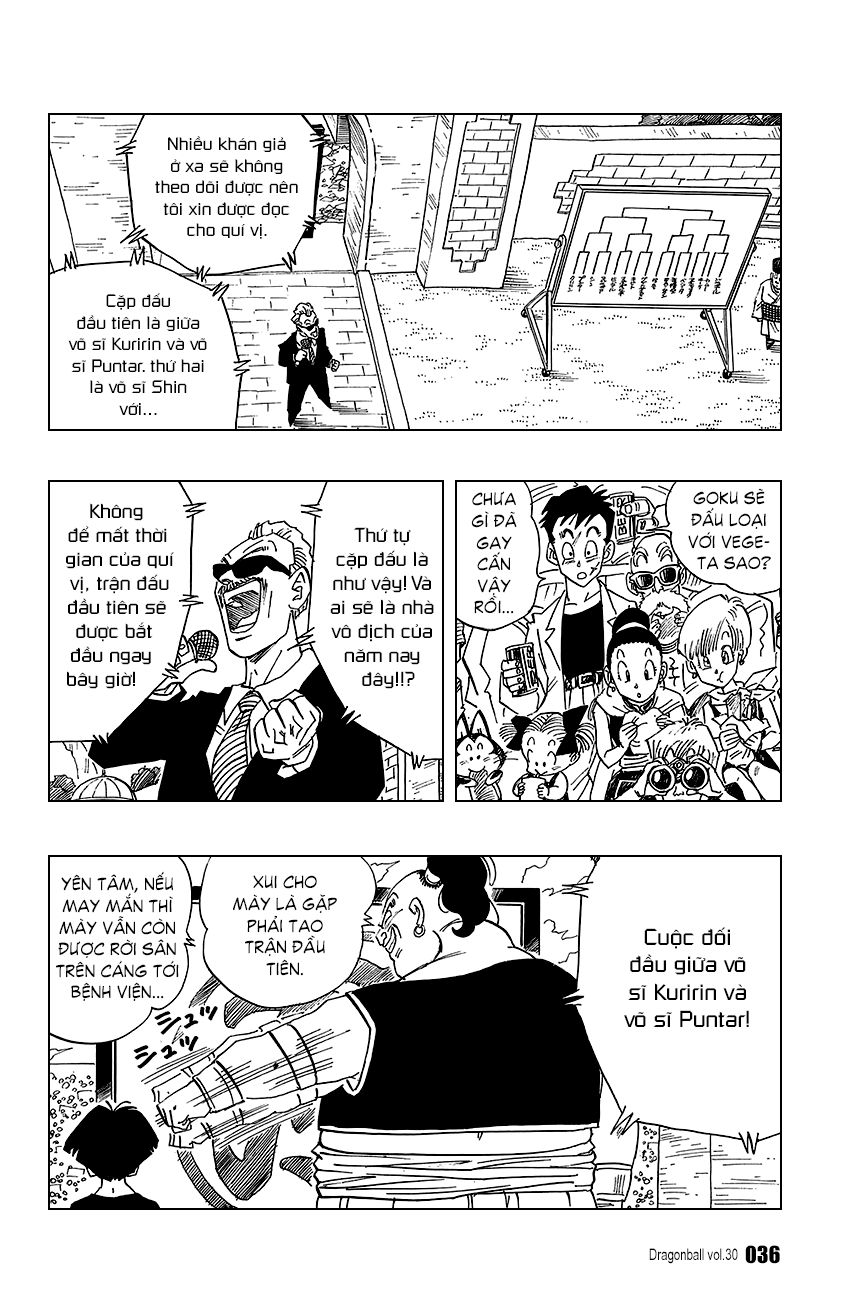 Nhiều khán giả
ở xa sẽ không
theo dõi được nên
tôi xin được đọc
cho quí vị.
Cặp đấu
đầu tiên là giữa
võ sĩ Kuririn và võ
sĩ Puntar. thứ hai
là võ sĩ Shin
với...
GOKU SẼ
ĐẤU LOẠI
VỚI VEGE-
TA SAO?
CHƯA
GÌ ĐÃ
GAY
CẤN
VẬY
RỒI...
Thứ tự
cặp đấu là
như vậy! Và
ai sẽ là nhà
vô địch của
năm nay
đây!!?
Không
để mất thời
gian của quí
vị, trận đấu
đầu tiên sẽ
được bắt
đầu ngay
bây giờ!
Cuộc đối
đầu giữa võ
sĩ Kuririn và
võ sĩ Puntar!
XUI CHO
MÀY LÀ GẶP
PHẢI TAO
TRẬN ĐẦU
TIÊN.
YÊN TÂM, NẾU
MAY MẮN THÌ
MÀY VẪN CÒN
ĐƯỢC RỜI SÂN
TRÊN CÁNG TỚI
BỆNH VIỆN...
シュッ
シュッ
Dragonball vol.30 036